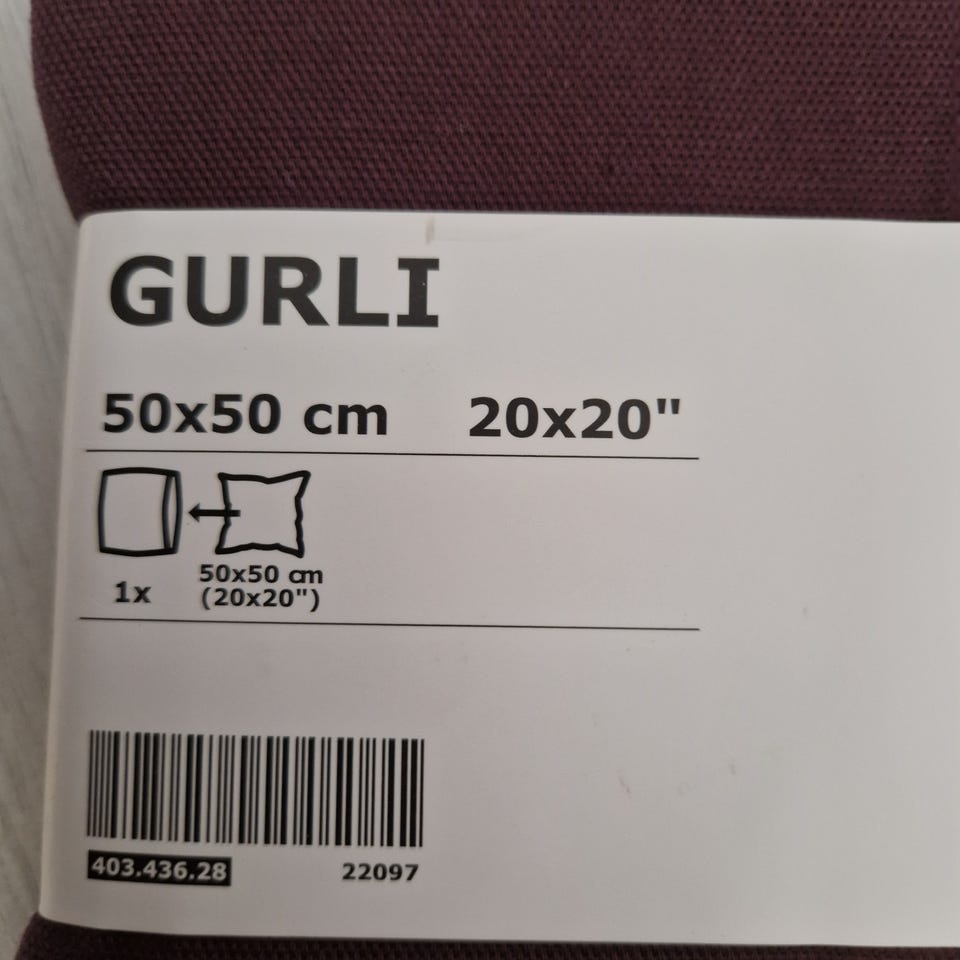 GURLI
50x50 cm 20x20"
50x50 cm
1x (20x20")
403.436.28 22097